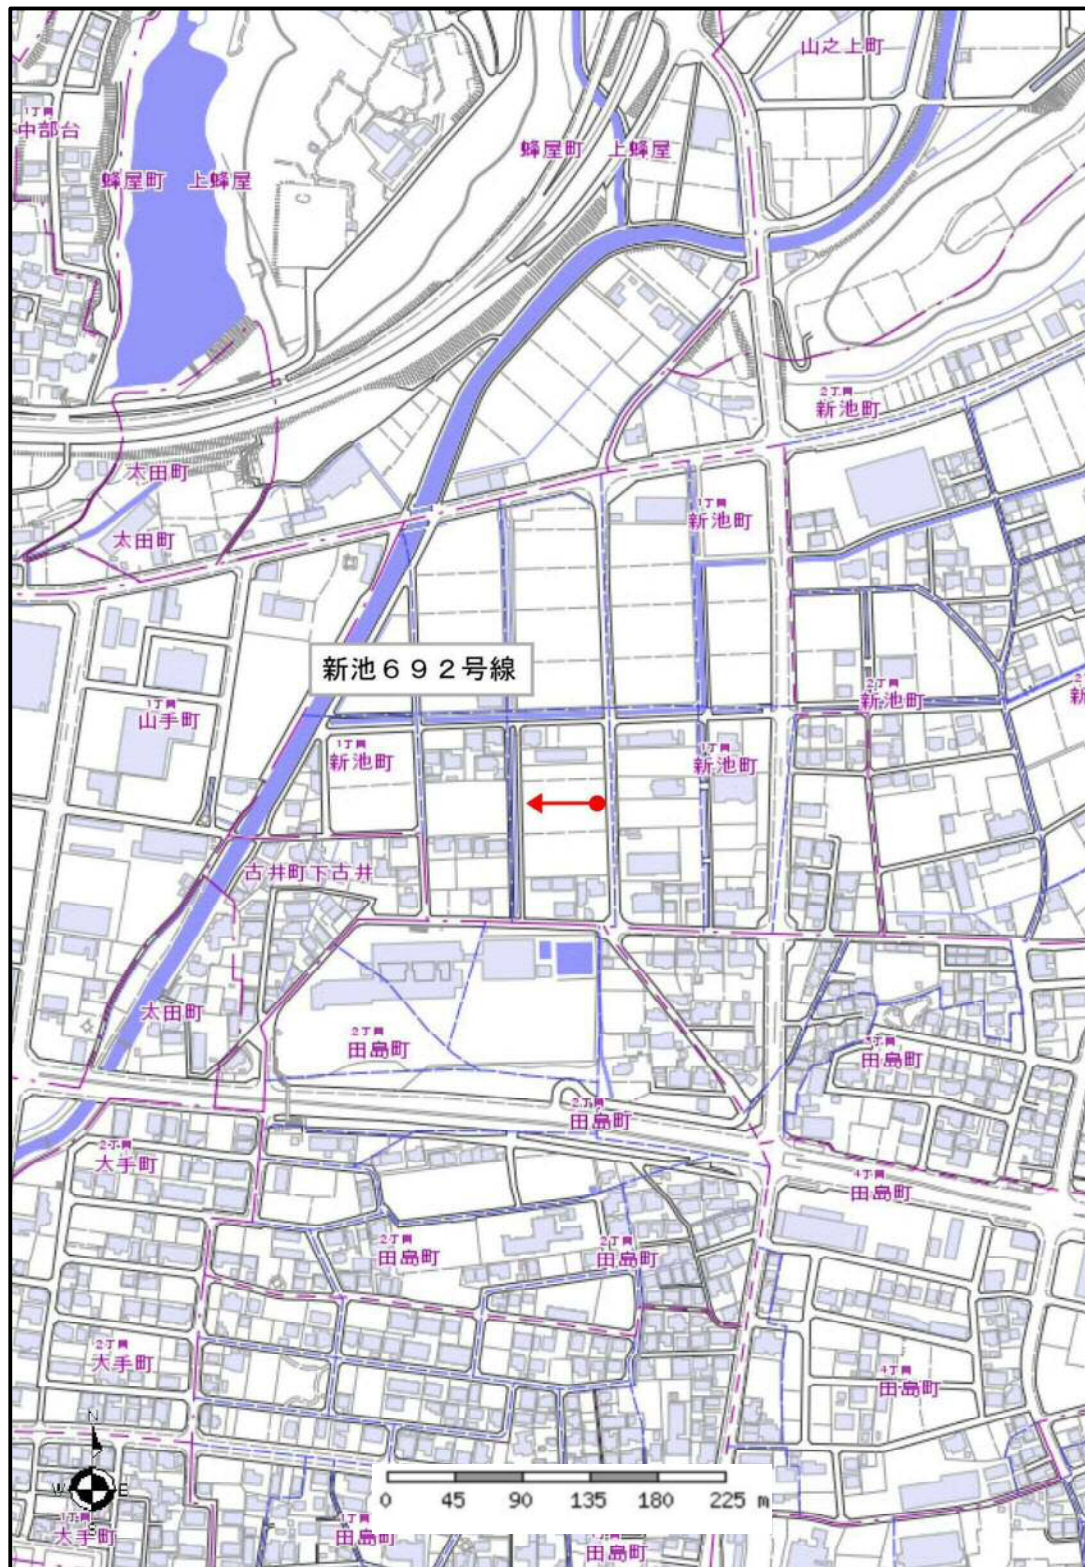 山之上町
1丁目
中部台
蜂屋町 上蜂屋
蜂屋町 上蜂屋
2丁目
新池町
太田町
太田町
1丁目
新池町
新池692号線
2丁目
新池町
1丁目
山手町
1丁目
新池町
1丁目
新池町
古井町下古井
太田町
2丁目
田島町
3丁目
田島町
2丁目
田島町
2丁目
大手町
4丁目
田島町
2丁目
田島町
2丁目
田島町
2丁目
大手町
4丁目
田島町
N
W E
0 45 90 135 180 225 m
1丁目
大手町
1丁目
田島町
田島町